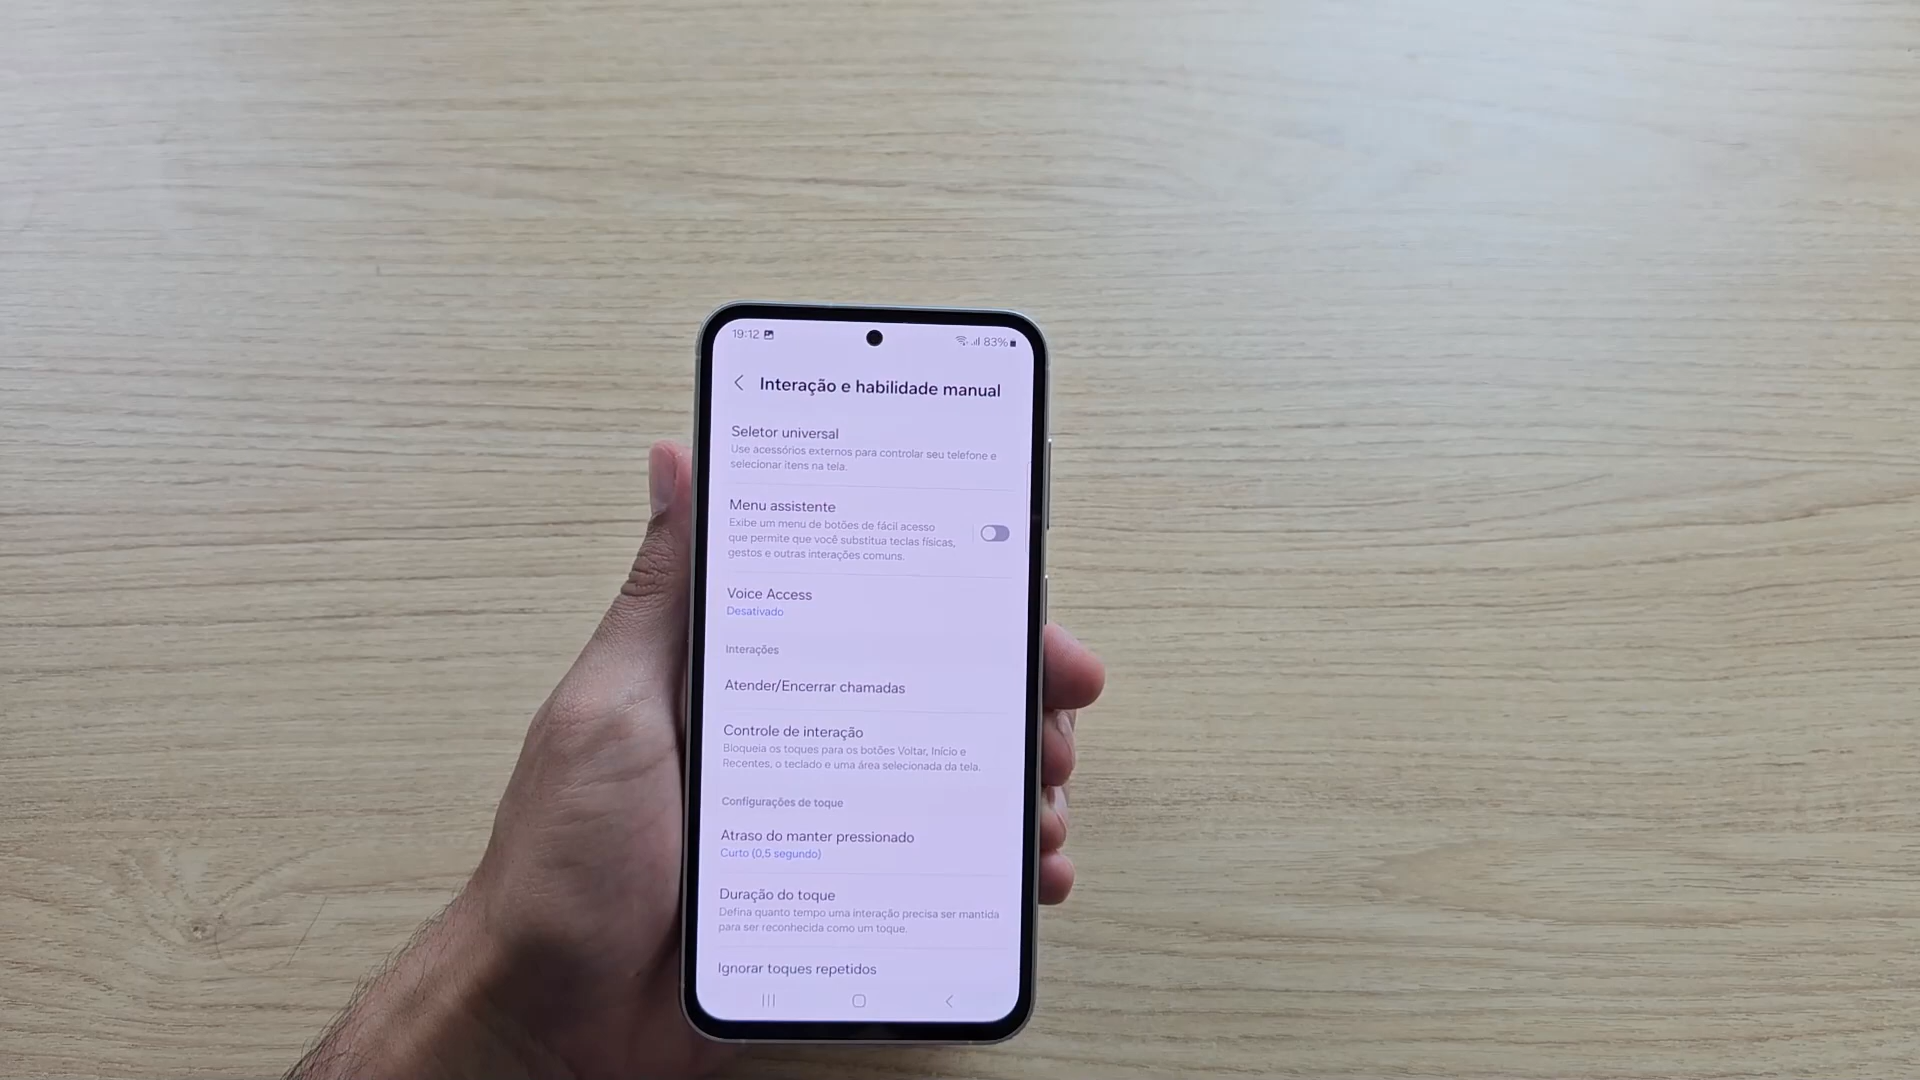 19:12
83%
Interação e habilidade manual
Seletor universal
Use acessórios externos para controlar seu telefone e
selecionar itens na tela.
Menu assistente
Exibe um menu de botões de fácil acesso
que permite que você substitua teclas físicas,
gestos e outras interações comuns.
Voice Access
Desativado
Interações
Atender/Encerrar chamadas
Controle de interação
Bloqueia os toques para os botões Voltar, Início e
Recentes, o teclado e uma área selecionada da tela.
Configurações de toque
Atraso do manter pressionado
Curto (0,5 segundo)
Duração do toque
Defina quanto tempo uma interação precisa ser mantida
para ser reconhecida como um toque.
Ignorar toques repetidos